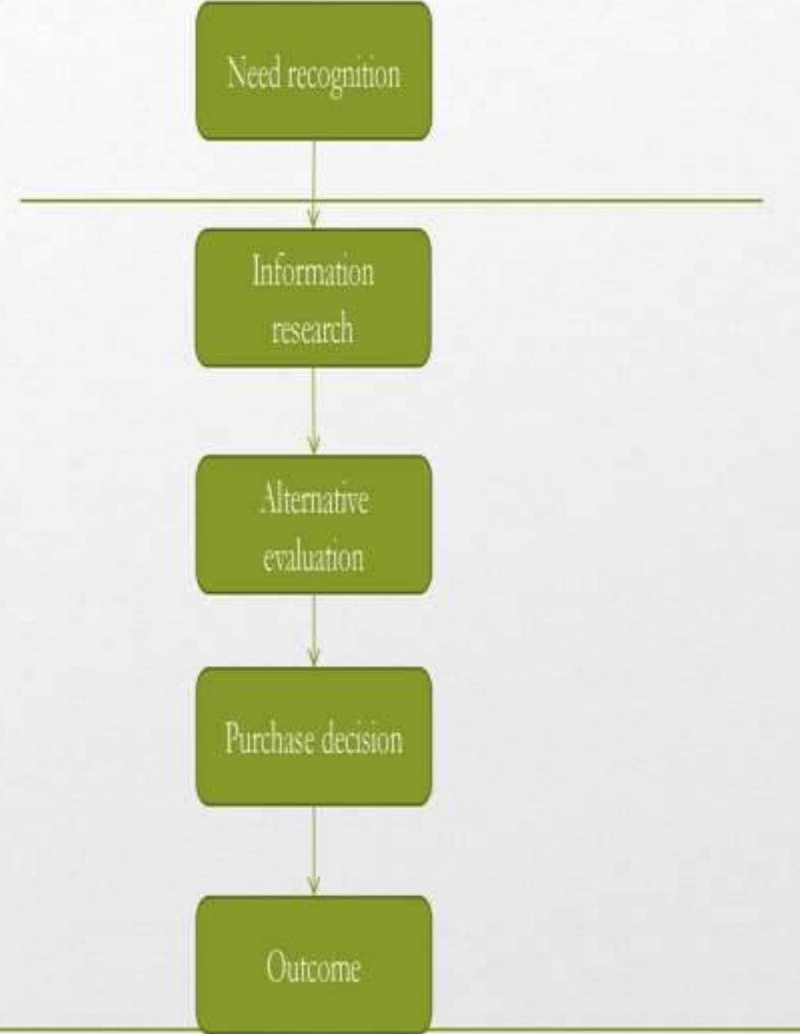 Need recognition
Information
research
Alternative
evaluation
Purchase decision
Outcome